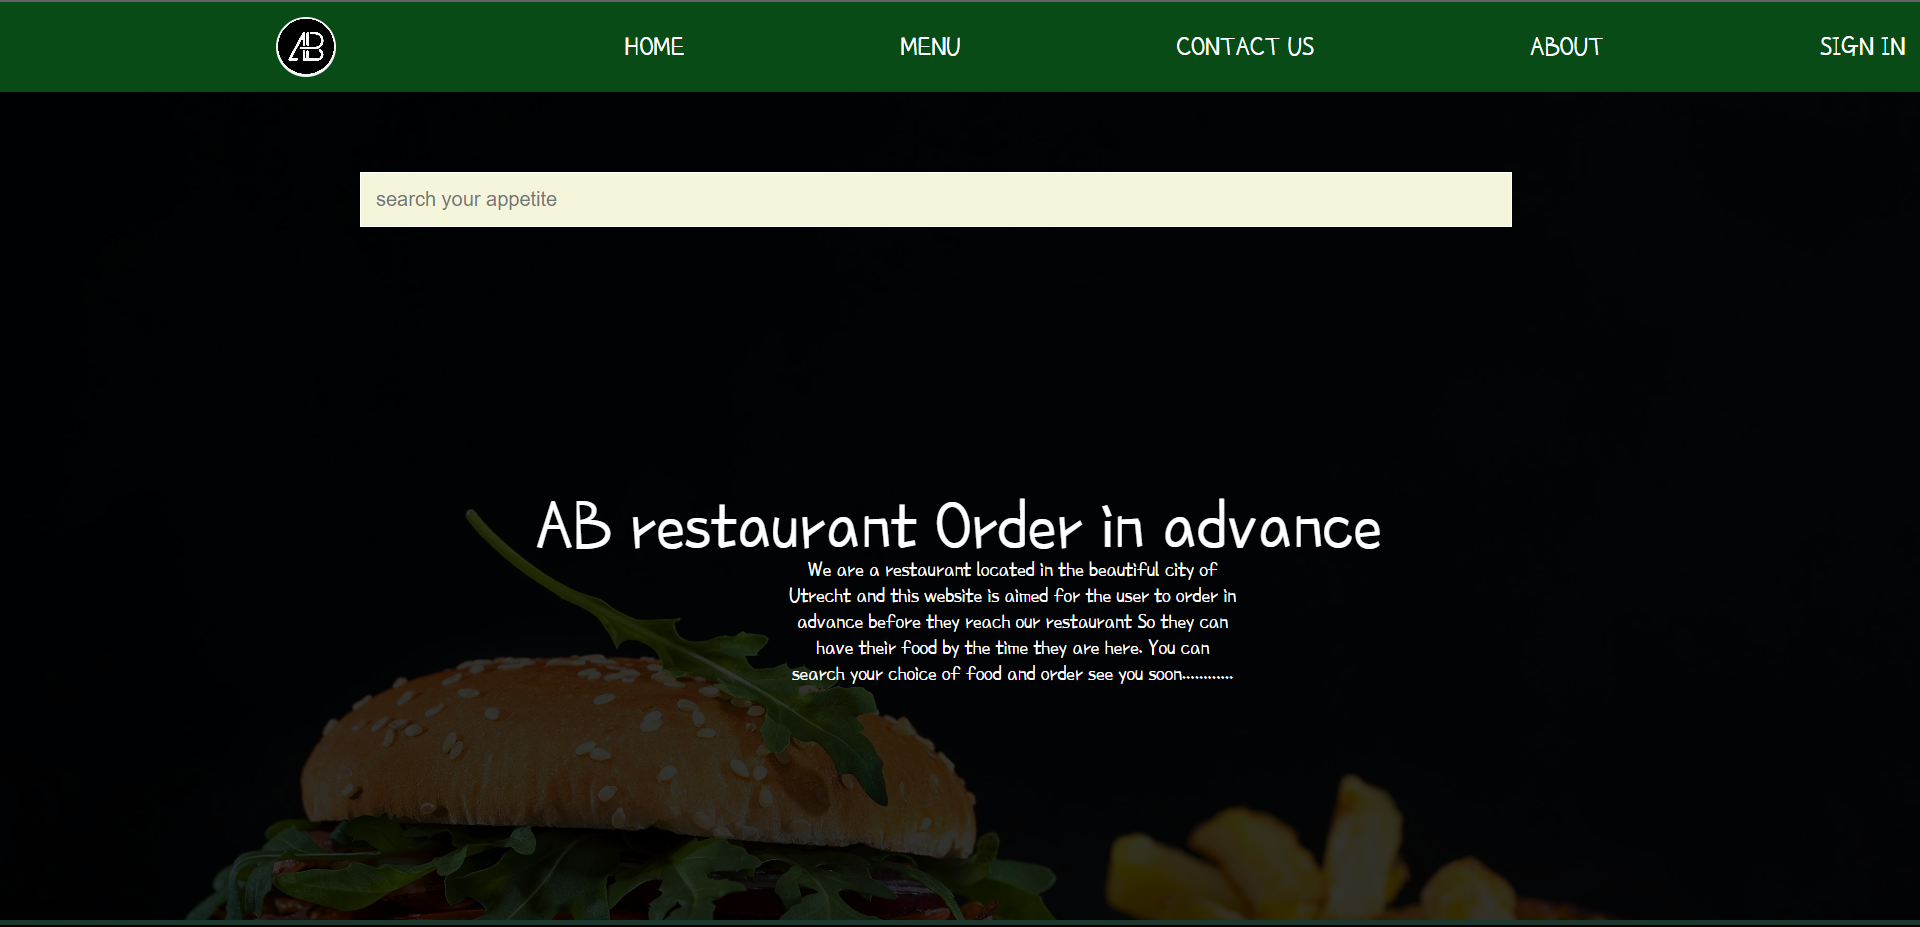 AB HOME MENU CONTACT US ABOUT SIGN IN
search your appetite
AB restaurant Order in advance
We are a restaurant located in the beautiful city of
Utrecht and this website is aimed for the user to order in
advance before they reach our restaurant So they can
have their food by the time they are here. You can
search your choice of food and order see you soon............